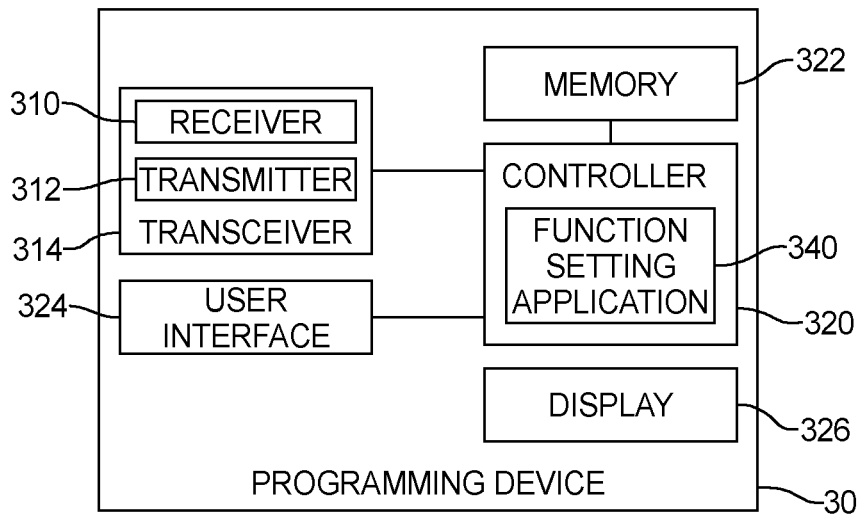 310
RECEIVER
312
TRANSMITTER
314
TRANSCEIVER
324
USER
INTERFACE
MEMORY
322
CONTROLLER
FUNCTION
SETTING
APPLICATION
340
320
DISPLAY
326
PROGRAMMING DEVICE
30